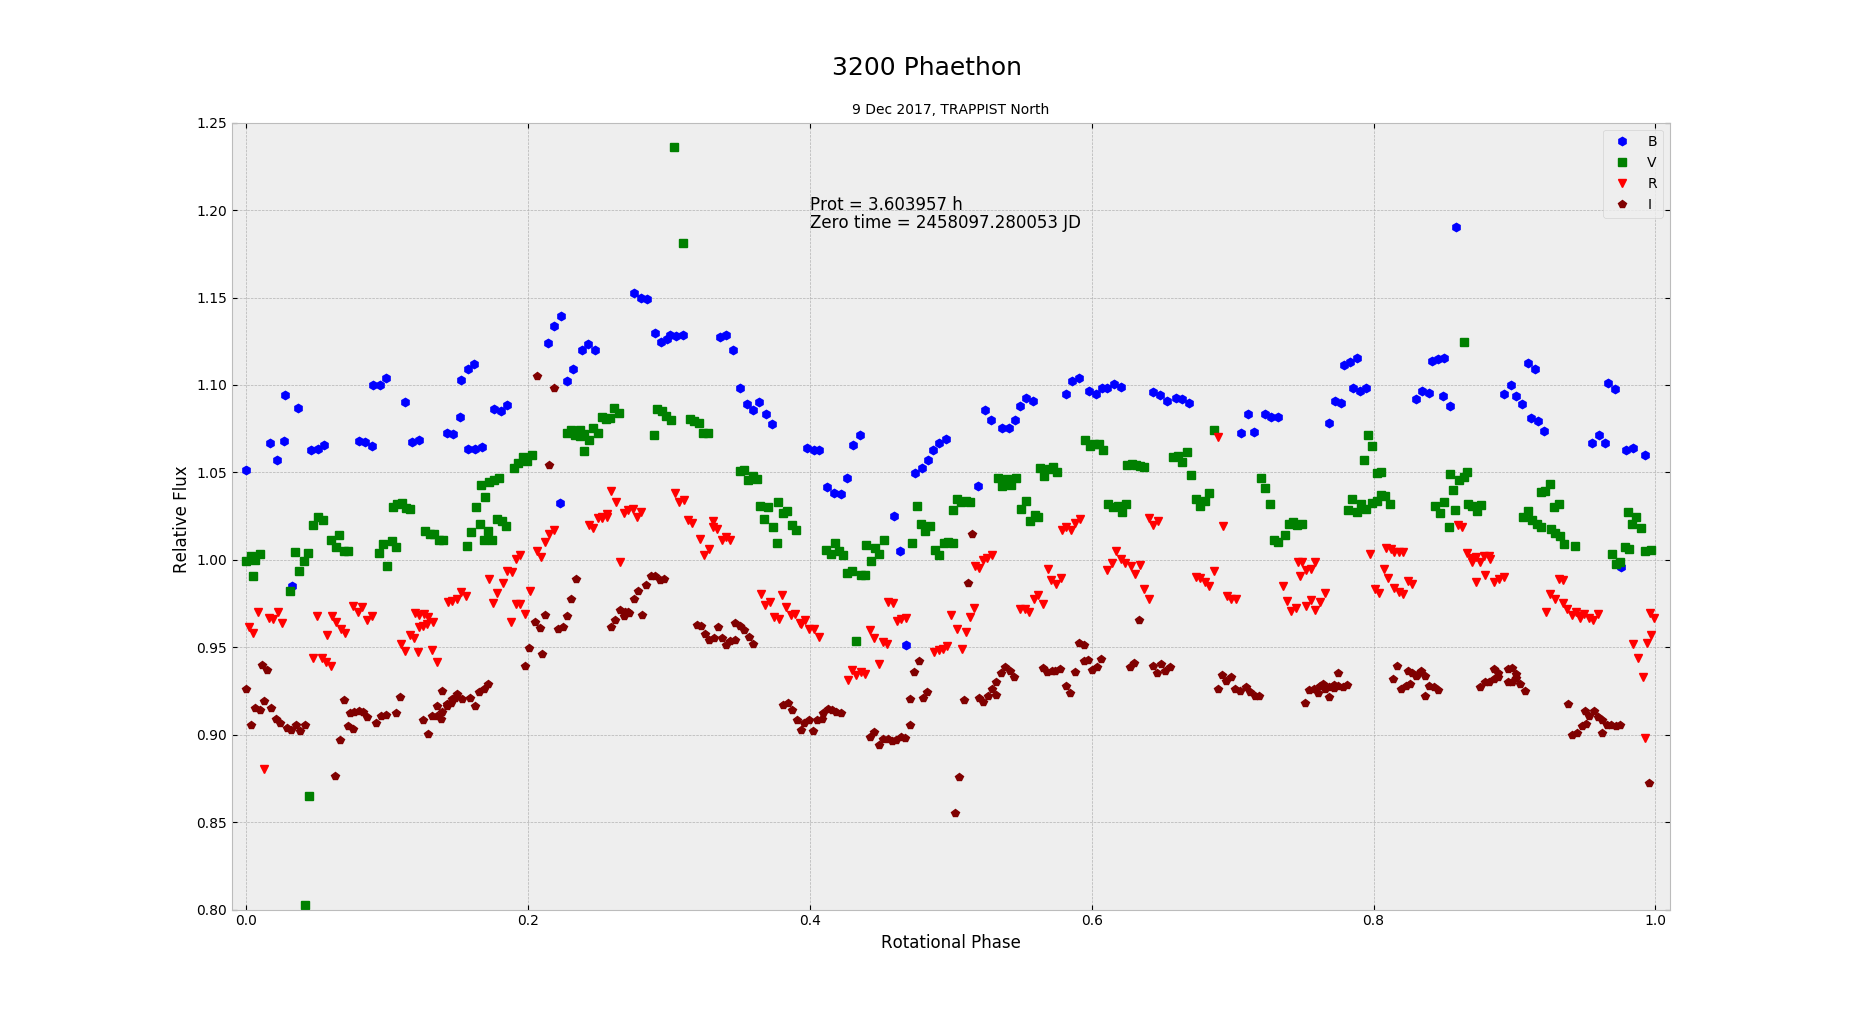 3200 Phaethon
9 Dec 2017, TRAPPIST North
1.25
1.20
1.15
1.10
1.05
1.00
0.95
0.90
0.85
0.80
Relative Flux
B
V
R
I
Prot = 3.603957 h
Zero time = 2458097.280053 JD
0.0 0.2 0.4 0.6 0.8 1.0
Rotational Phase